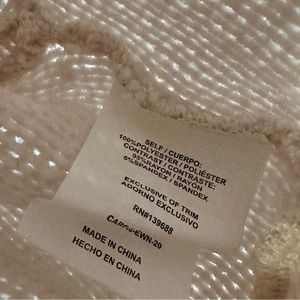 SELF / CUERPO:
100%POLYESTER / POLIÉSTER
CONTRAST / CONTRAST:
95%RAYON / RAYÓN
5%SPANDEX / SPANDEX
EXCLUSIVE OF TRIM
ADORNO EXCLUSIVO
RN#139688
MADE IN CHINA
HECHO EN CHINA